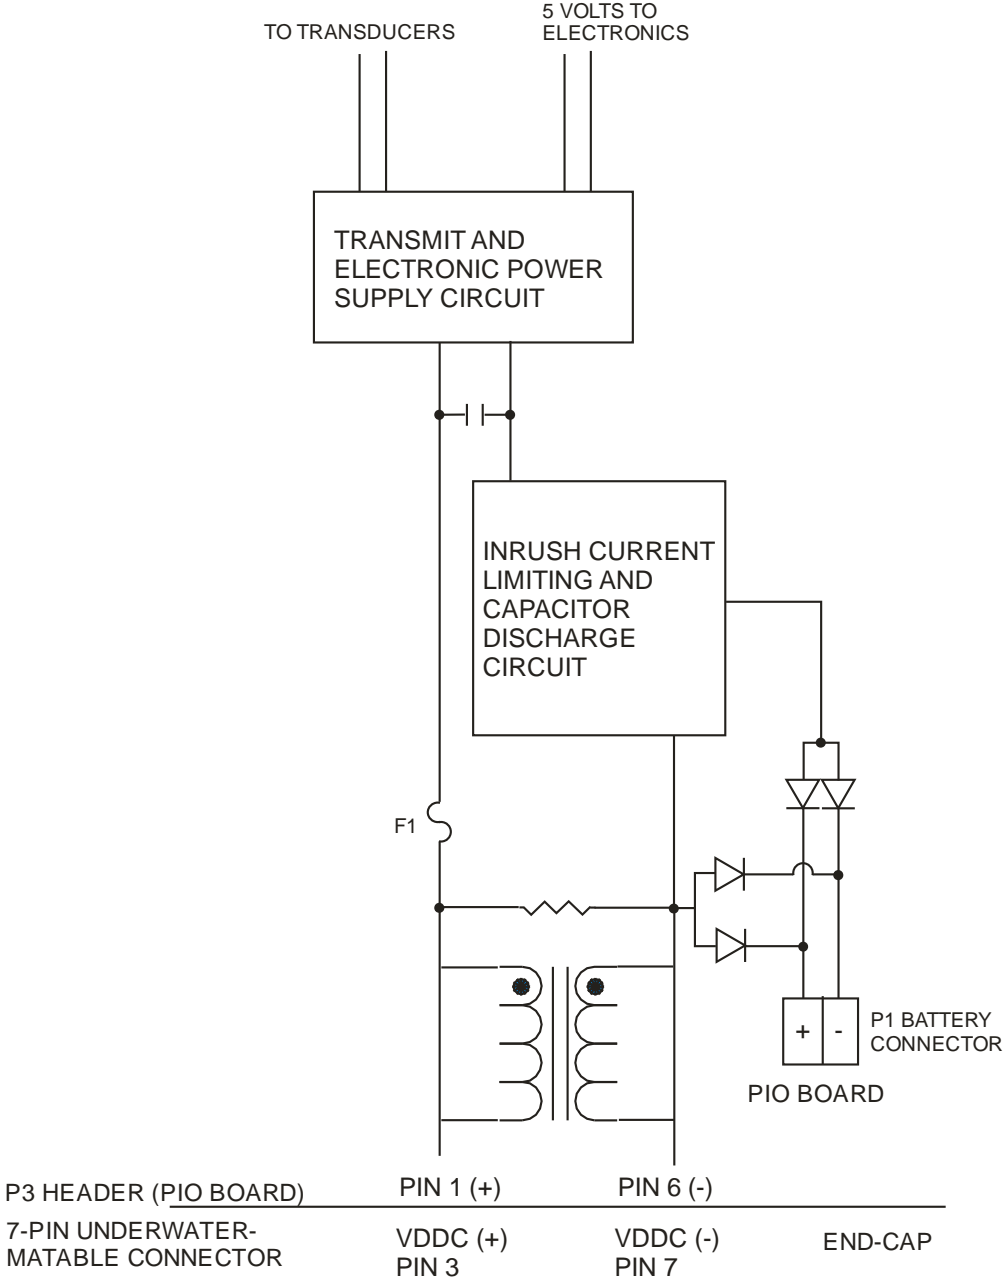 TO TRANSDUCERS
5 VOLTS TO
ELECTRONICS
TRANSMIT AND
ELECTRONIC POWER
SUPPLY CIRCUIT
INRUSH CURRENT
LIMITING AND
CAPACITOR
DISCHARGE
CIRCUIT
F1
+ -
P1 BATTERY
CONNECTOR
PIO BOARD
P3 HEADER (PIO BOARD)
PIN 1 (+)
PIN 6 (-)
7-PIN UNDERWATER-
MATABLE CONNECTOR
VDDC (+)
PIN 3
VDDC (-)
PIN 7
END-CAP